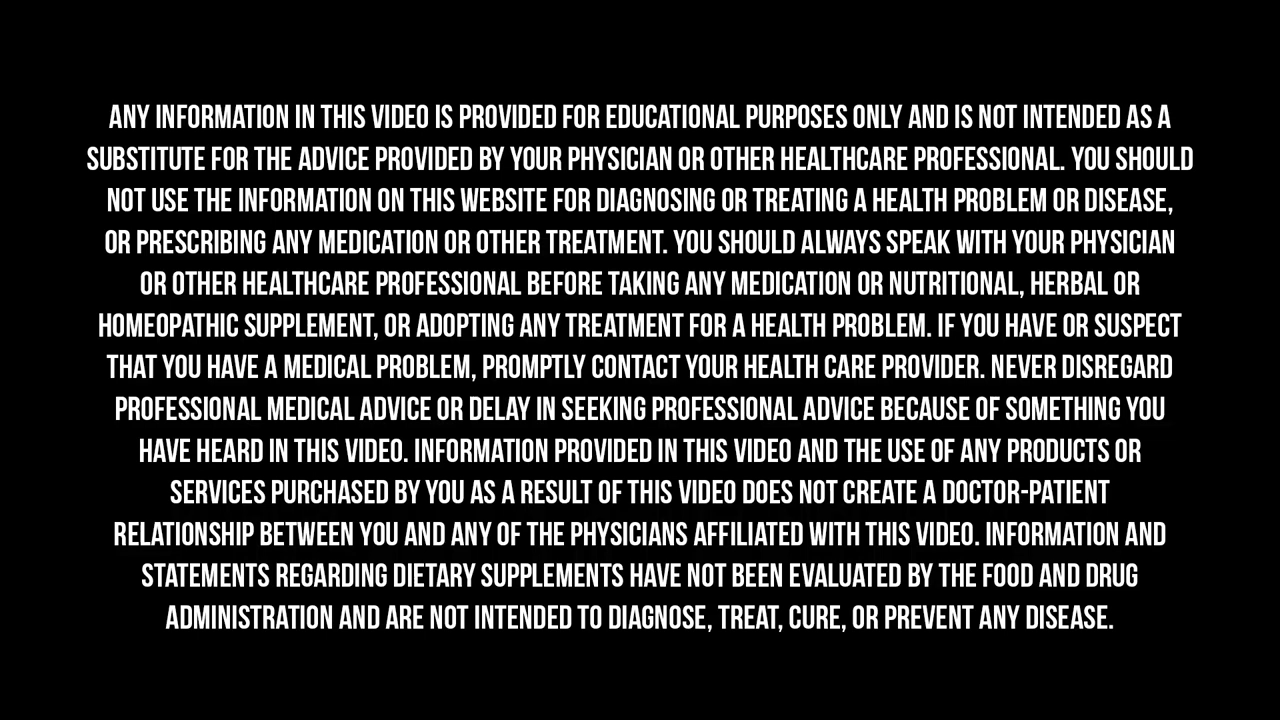 ANY INFORMATION IN THIS VIDEO IS PROVIDED FOR EDUCATIONAL PURPOSES ONLY AND IS NOT INTENDED AS A
SUBSTITUTE FOR THE ADVICE PROVIDED BY YOUR PHYSICIAN OR OTHER HEALTHCARE PROFESSIONAL. YOU SHOULD
NOT USE THE INFORMATION ON THIS WEBSITE FOR DIAGNOSING OR TREATING A HEALTH PROBLEM OR DISEASE,
OR PRESCRIBING ANY MEDICATION OR OTHER TREATMENT. YOU SHOULD ALWAYS SPEAK WITH YOUR PHYSICIAN
OR OTHER HEALTHCARE PROFESSIONAL BEFORE TAKING ANY MEDICATION OR NUTRITIONAL, HERBAL OR
HOMEOPATHIC SUPPLEMENT, OR ADOPTING ANY TREATMENT FOR A HEALTH PROBLEM. IF YOU HAVE OR SUSPECT
THAT YOU HAVE A MEDICAL PROBLEM, PROMPTLY CONTACT YOUR HEALTH CARE PROVIDER. NEVER DISREGARD
PROFESSIONAL MEDICAL ADVICE OR DELAY IN SEEKING PROFESSIONAL ADVICE BECAUSE OF SOMETHING YOU
HAVE HEARD IN THIS VIDEO. INFORMATION PROVIDED IN THIS VIDEO AND THE USE OF ANY PRODUCTS OR
SERVICES PURCHASED BY YOU AS A RESULT OF THIS VIDEO DOES NOT CREATE A DOCTOR-PATIENT
RELATIONSHIP BETWEEN YOU AND ANY OF THE PHYSICIANS AFFILIATED WITH THIS VIDEO. INFORMATION AND
STATEMENTS REGARDING DIETARY SUPPLEMENTS HAVE NOT BEEN EVALUATED BY THE FOOD AND DRUG
ADMINISTRATION AND ARE NOT INTENDED TO DIAGNOSE, TREAT, CURE, OR PREVENT ANY DISEASE.